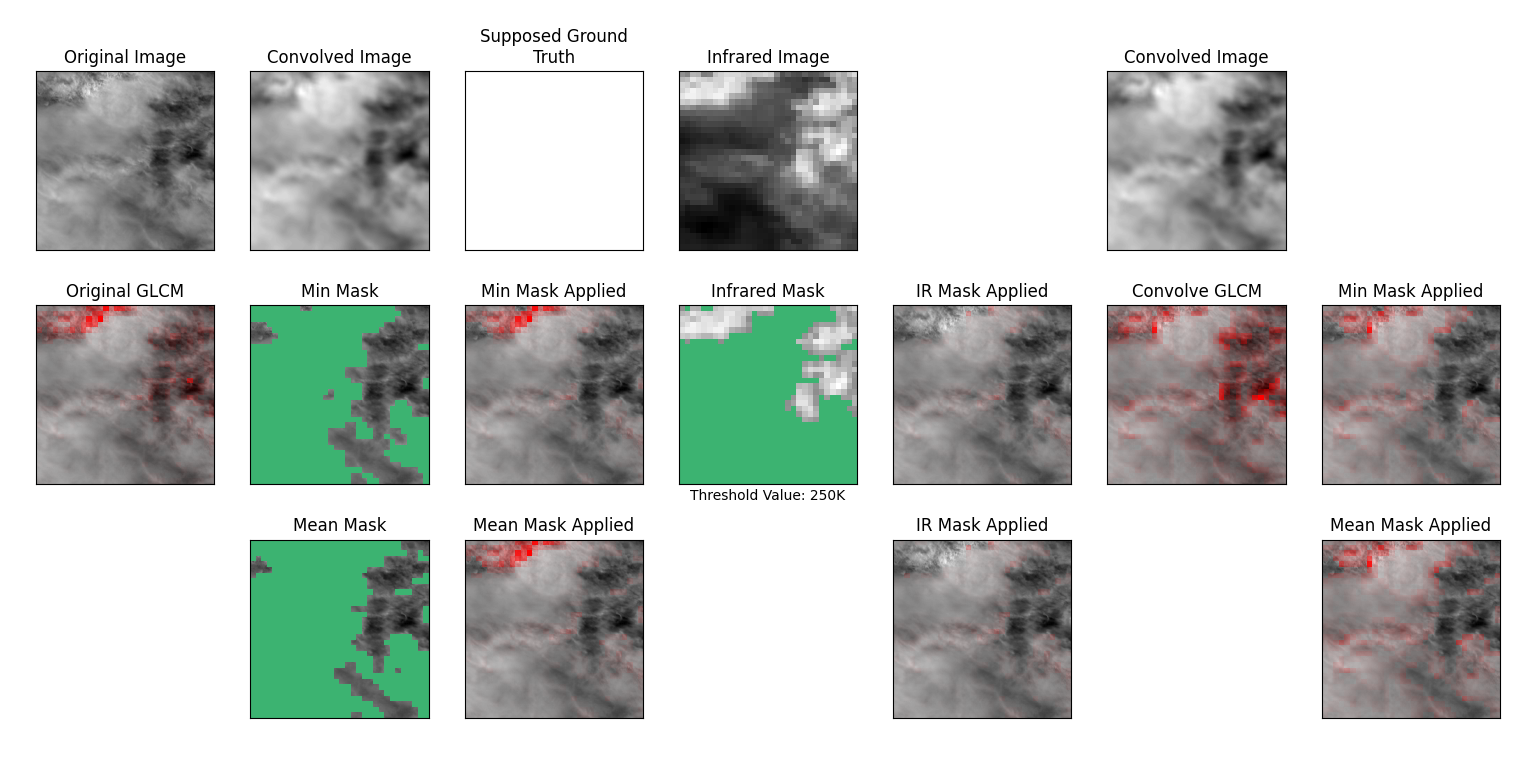 Original Image
Convolved Image
Supposed Ground
Truth
Infrared Image
Convolved Image
Original GLCM
Min Mask
Min Mask Applied
Infrared Mask
IR Mask Applied
Convolve GLCM
Min Mask Applied
Threshold Value: 250K
Mean Mask
Mean Mask Applied
IR Mask Applied
Mean Mask Applied